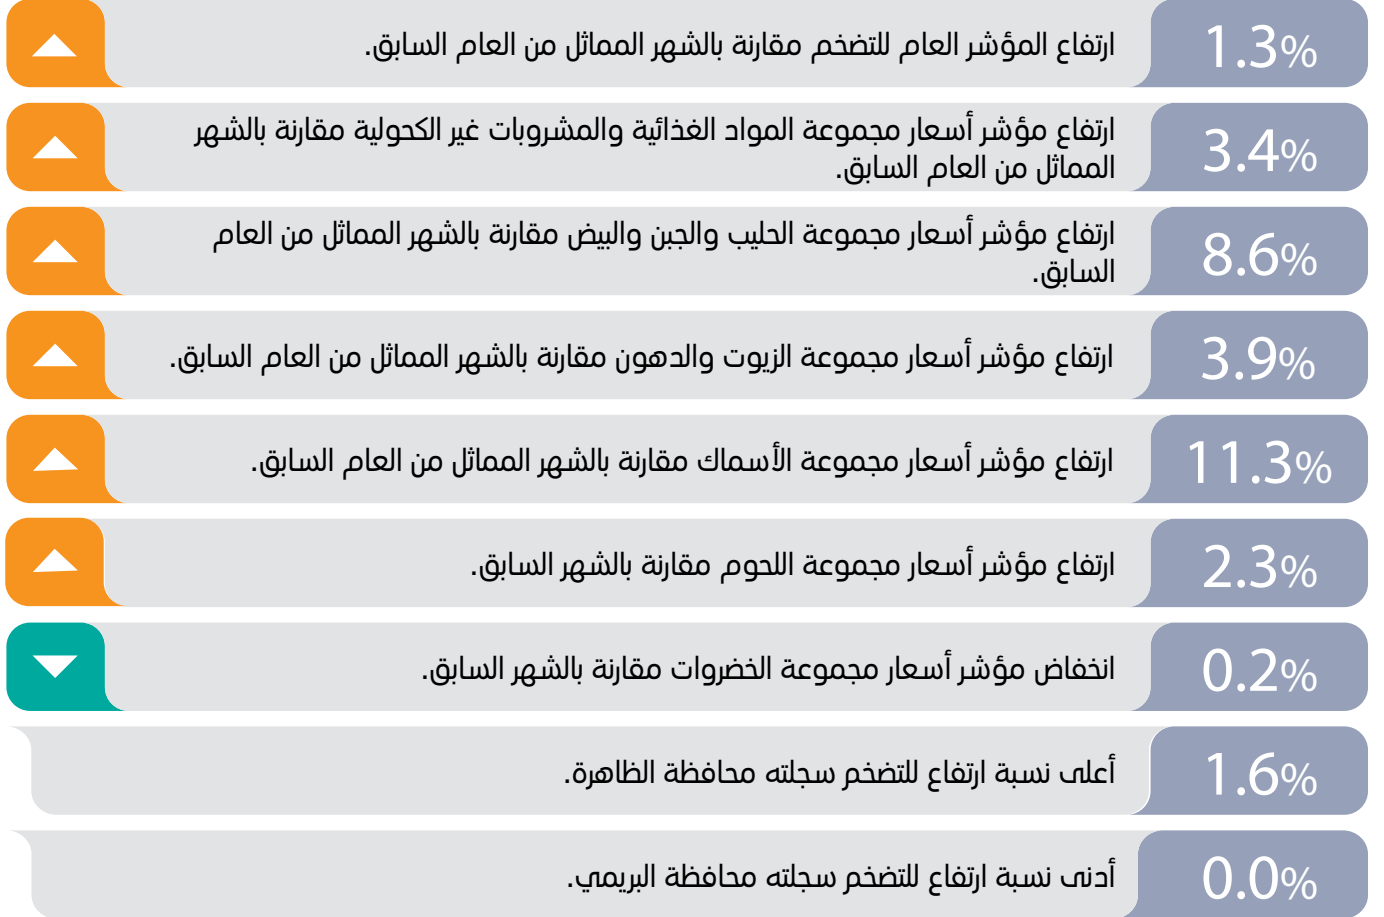 1.3%
ارتفاع المؤشر العام للتضخم مقارنة بالشهر المماثل من العام السابق.
3.4%
ارتفاع مؤشر أسعار مجموعة المواد الغذائية والمشروبات غير الكحولية مقارنة بالشهر
المماثل من العام السابق.
8.6%
ارتفاع مؤشر أسعار مجموعة الحليب والجبن والبيض مقارنة بالشهر المماثل من العام
السابق.
3.9%
ارتفاع مؤشر أسعار مجموعة الزيوت والدهون مقارنة بالشهر المماثل من العام السابق.
11.3%
ارتفاع مؤشر أسعار مجموعة الأسماك مقارنة بالشهر المماثل من العام السابق.
2.3%
ارتفاع مؤشر أسعار مجموعة اللحوم مقارنة بالشهر السابق.
0.2%
انخفاض مؤشر أسعار مجموعة الخضروات مقارنة بالشهر السابق.
1.6%
أعلى نسبة ارتفاع للتضخم سجلته محافظة الظاهرة.
0.0%
أدنى نسبة ارتفاع للتضخم سجلته محافظة البريمي.